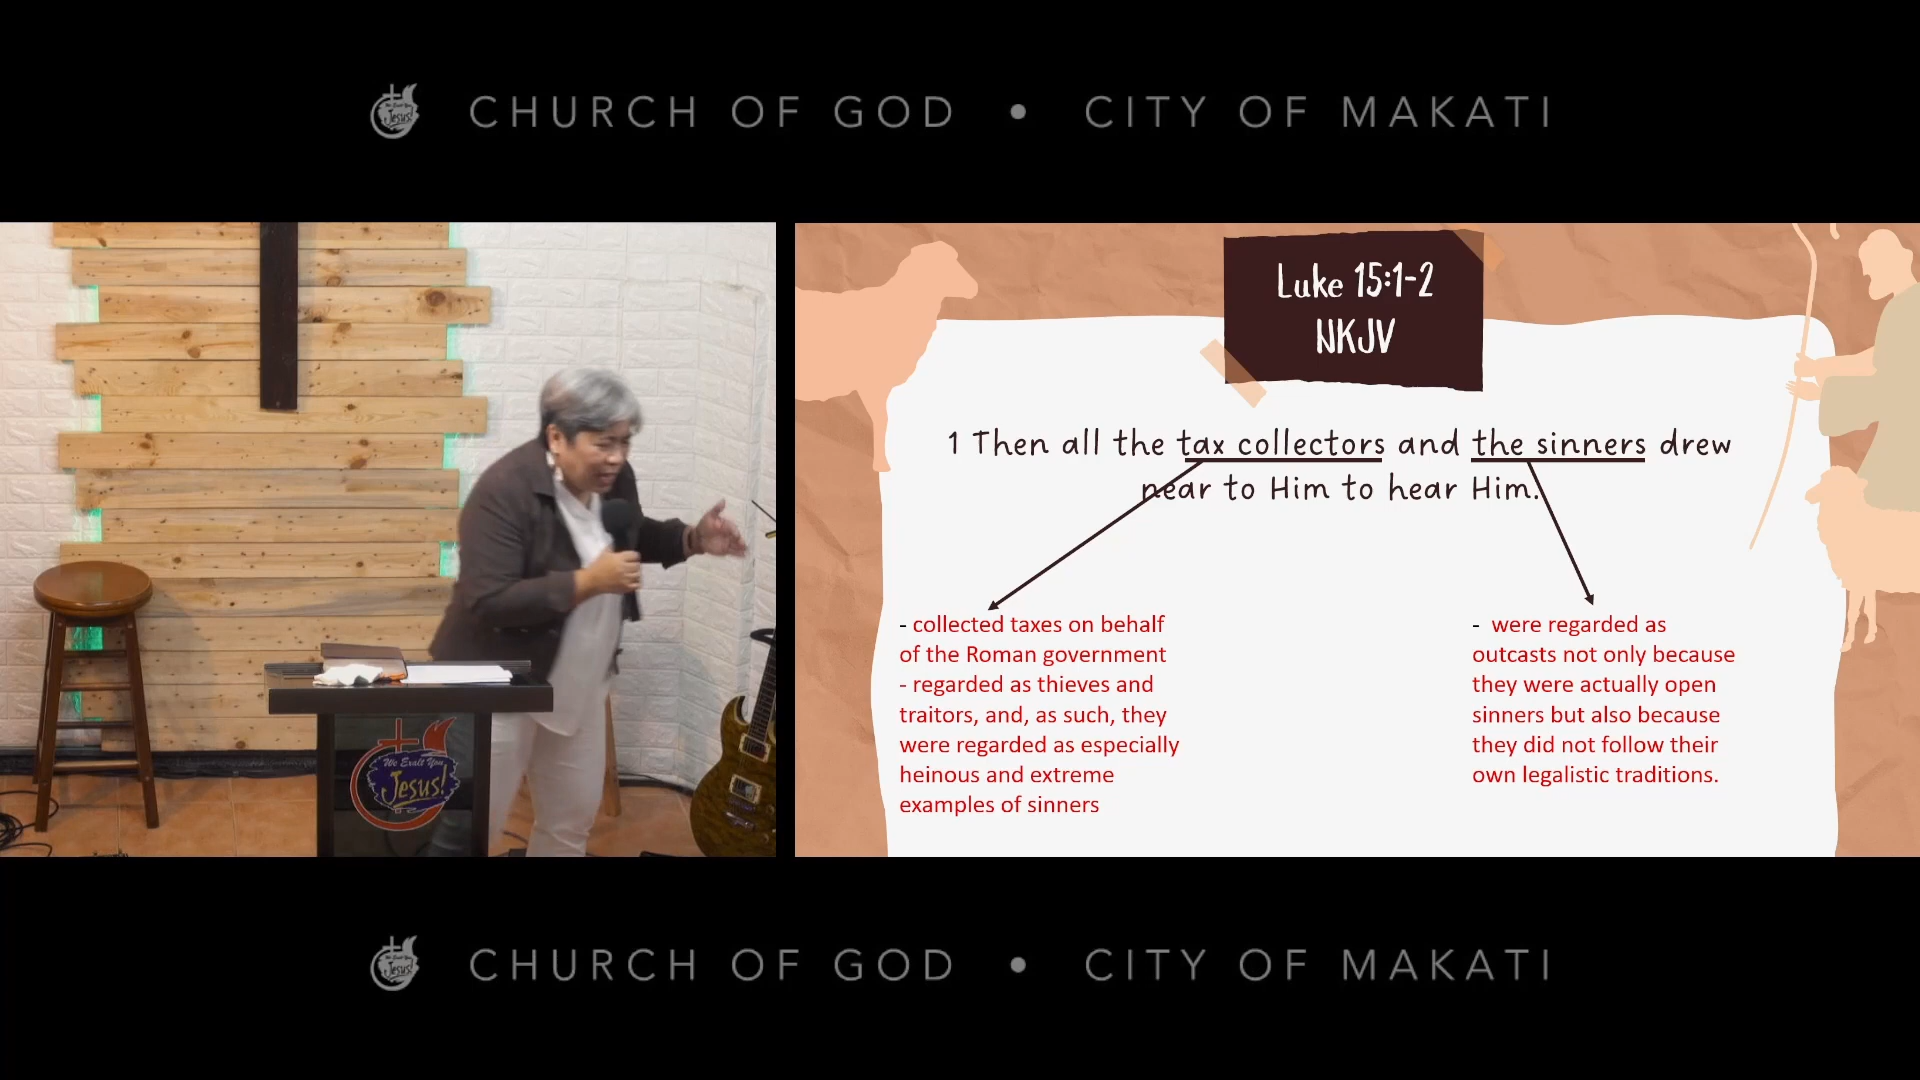 CHURCH OF GOD • CITY OF MAKATI
Luke 15:1-2
NKJV
1 Then all the tax collectors and the sinners drew
near to Him to hear Him.
- collected taxes on behalf
of the Roman government
- regarded as thieves and
traitors, and, as such, they
were regarded as especially
heinous and extreme
examples of sinners
- were regarded as
outcasts not only because
they were actually open
sinners but also because
they did not follow their
own legalistic traditions.
We Exalt You
Jesus!
CHURCH OF GOD • CITY OF MAKATI